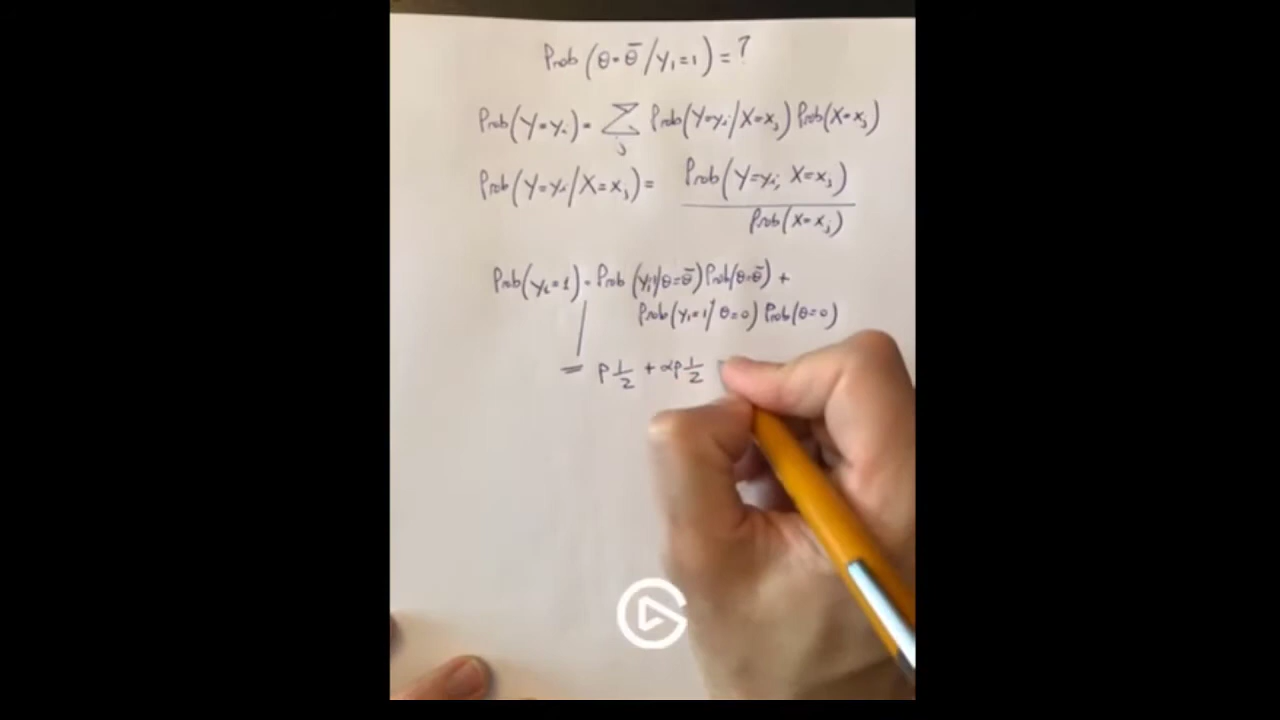 Prob (θ = θ̄ / y₁ = 1) = ?
Prob (Y = yᵢ) = Σⱼ Prob (Y = yᵢ / X = xⱼ) Prob (X = xⱼ)
Prob (Y = yᵢ / X = xⱼ) = Prob (Y = yᵢ, X = xⱼ)
Prob (X = xⱼ)
Prob (y₁ = 1) = Prob (y₁=1 / θ = θ̄) Prob (θ = θ̄) +
Prob (y₁ = 1 / θ = 0) Prob (θ = 0)
= p 1/2 + αp 1/2